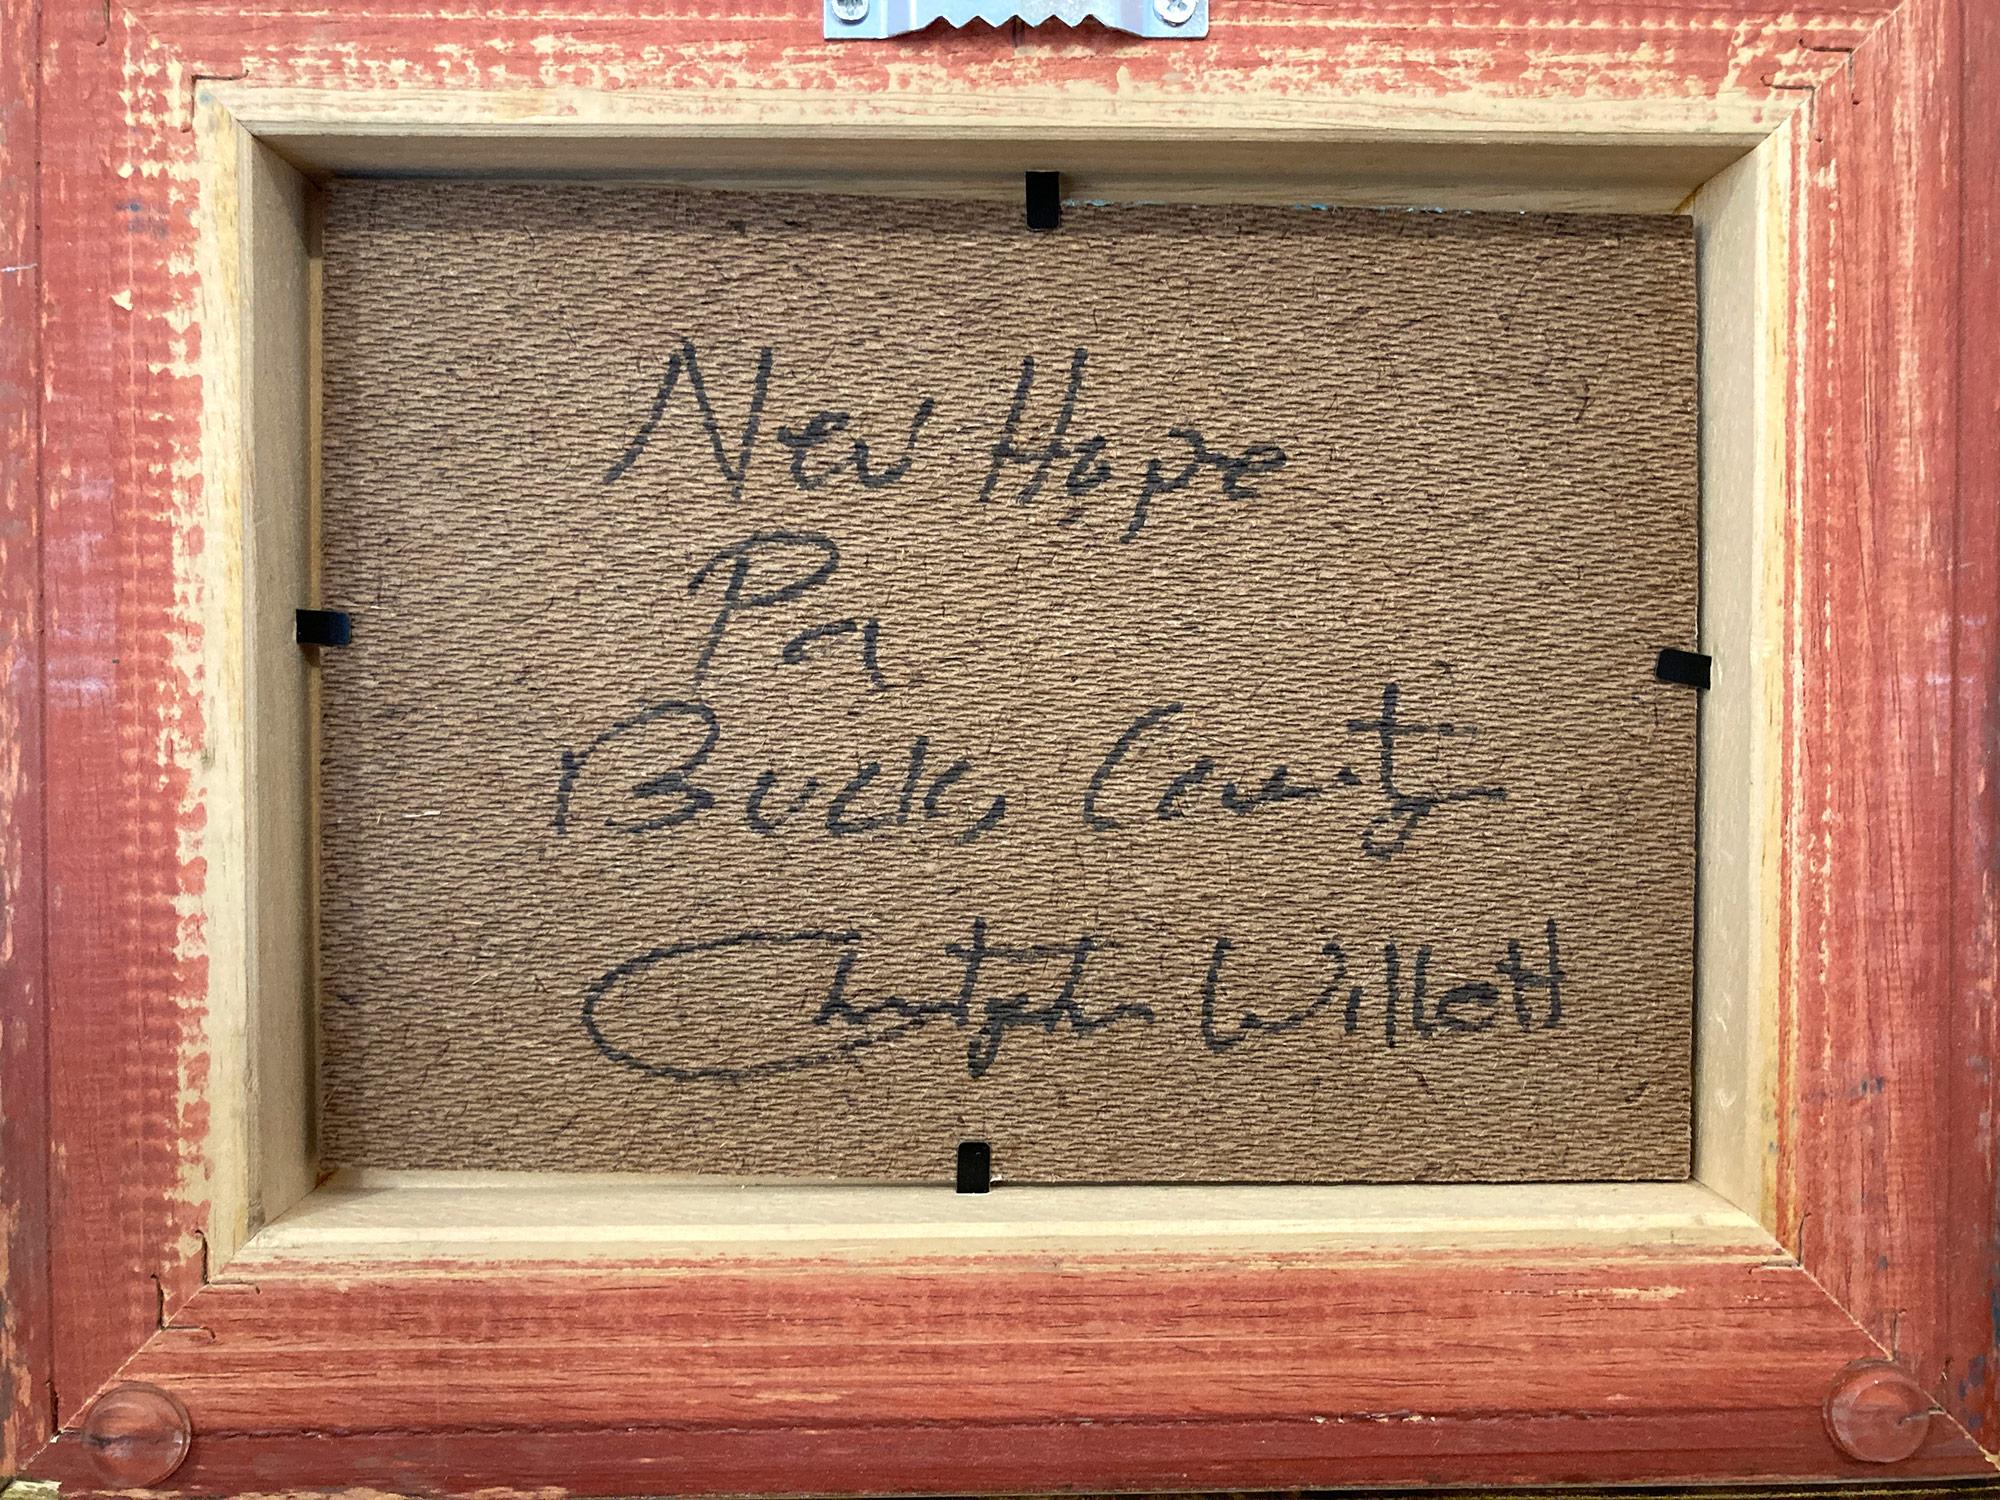 New Hope
Pa
Bucks County
Christopher Willett